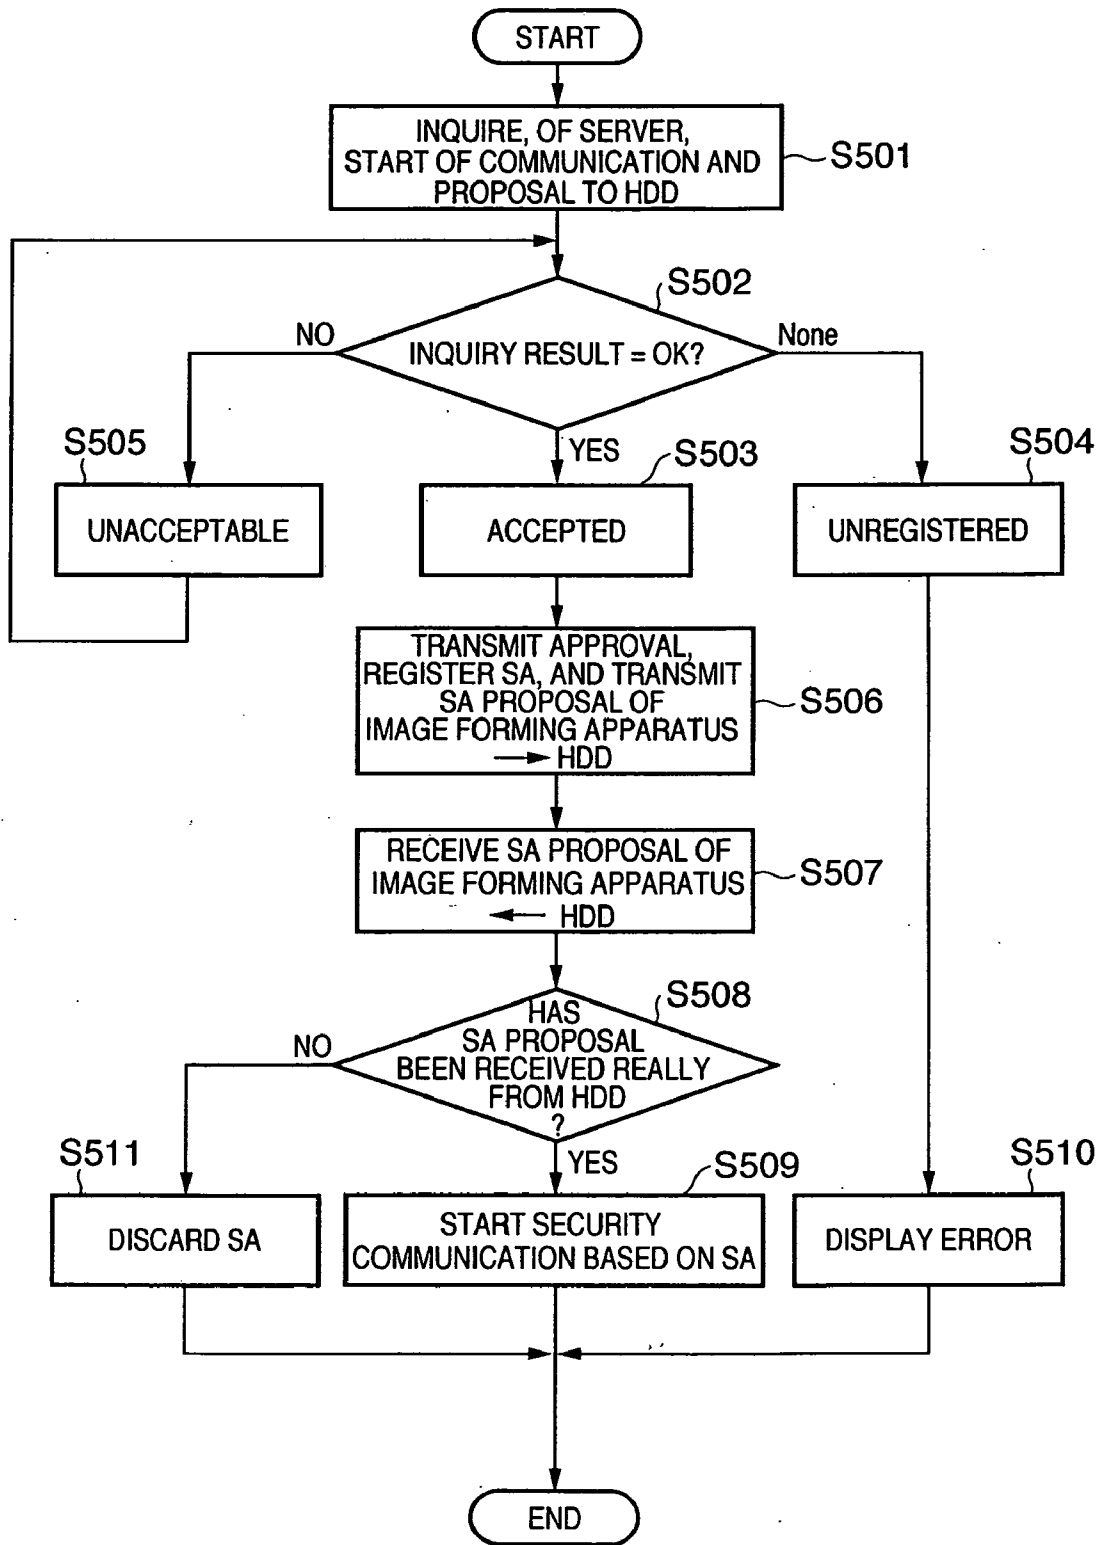 START
INQUIRE, OF SERVER,
START OF COMMUNICATION AND
PROPOSAL TO HDD
S501
S502
NO
INQUIRY RESULT = OK?
None
S505
YES
S503
S504
UNACCEPTABLE
ACCEPTED
UNREGISTERED
TRANSMIT APPROVAL,
REGISTER SA, AND TRANSMIT
SA PROPOSAL OF
IMAGE FORMING APPARATUS
→ HDD
S506
RECEIVE SA PROPOSAL OF
IMAGE FORMING APPARATUS
← HDD
S507
S508
NO
HAS
SA PROPOSAL
BEEN RECEIVED REALLY
FROM HDD
?
S511
YES
S509
S510
DISCARD SA
START SECURITY
COMMUNICATION BASED ON SA
DISPLAY ERROR
END